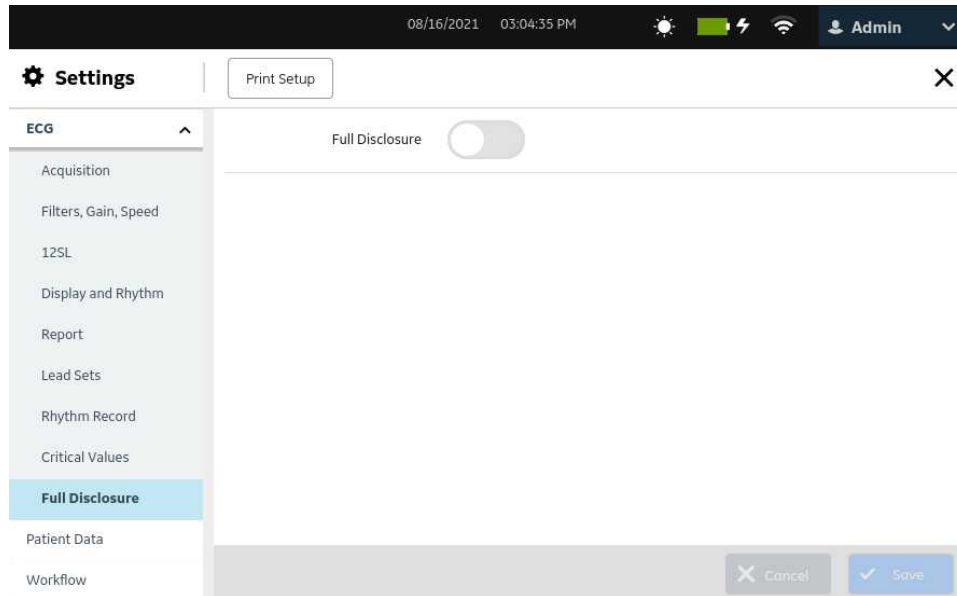 08/16/2021 03:04:35 PM Admin
Settings
Print Setup
ECG
Full Disclosure
Acquisition
Filters, Gain, Speed
12SL
Display and Rhythm
Report
Lead Sets
Rhythm Record
Critical Values
Full Disclosure
Patient Data
Workflow
Cancel
Save